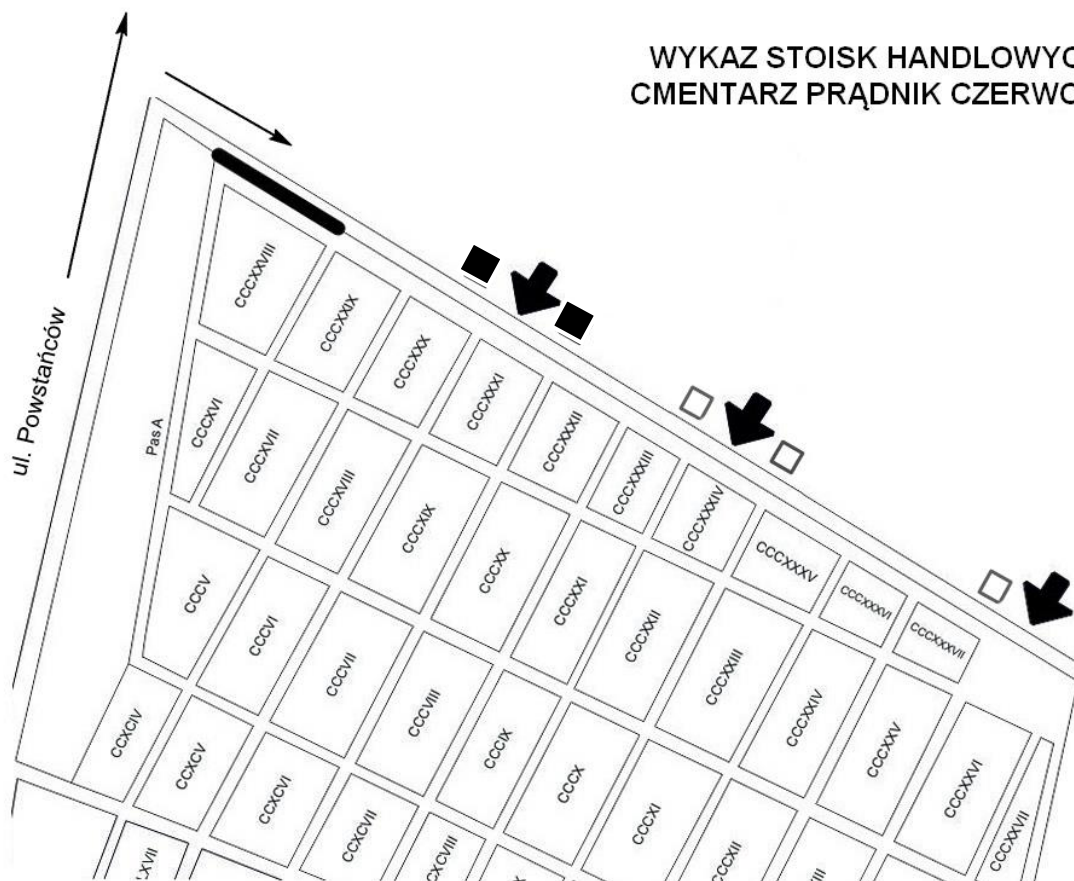 WYKAZ STOISK HANDLOWYC
CMENTARZ PRĄDNIK CZERWO
ul. Powstańców
Pas A
CCCXXVIII
CCCXXIX
CCCXXX
CCCXXXI
CCCXXXII
CCCXXXIII
CCCXXXIV
CCCXXXV
CCCXXXVI
CCCXXXVII
CCCXVI
CCCXVII
CCCXVIII
CCCXIX
CCCXX
CCCXXI
CCCXXII
CCCXXIII
CCCXXIV
CCCXXV
CCCXXVI
CCCXXVII
CCCV
CCCVI
CCCVII
CCCVIII
CCCIX
CCCX
CCCXI
CCCXII
CCXCIV
CCXCV
CCXCVI
CCXCVII